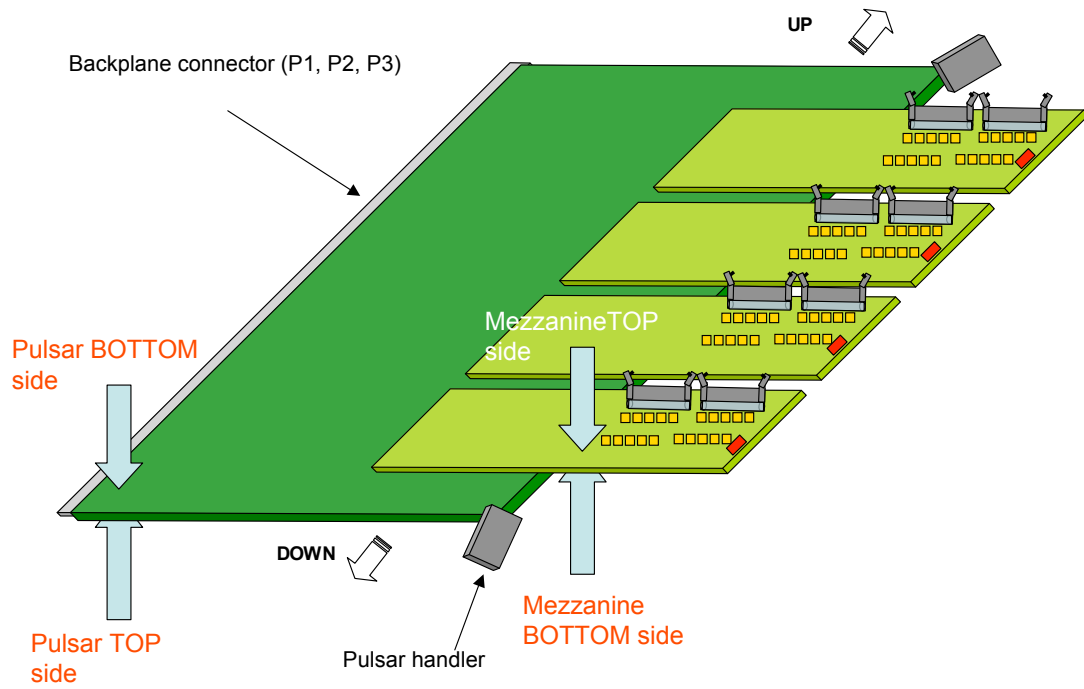 UP
Backplane connector (P1, P2, P3)
MezzanineTOP
side
Pulsar BOTTOM
side
DOWN
Mezzanine
BOTTOM side
Pulsar TOP
side
Pulsar handler